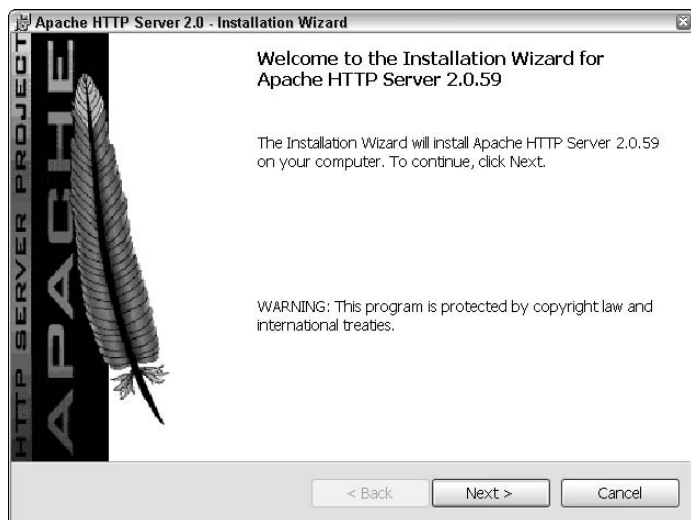 Apache HTTP Server 2.0 - Installation Wizard
HTTP SERVER PROJECT
APACHE
Welcome to the Installation Wizard for
Apache HTTP Server 2.0.59
The Installation Wizard will install Apache HTTP Server 2.0.59
on your computer. To continue, click Next.
WARNING: This program is protected by copyright law and
international treaties.
< Back
Next >
Cancel